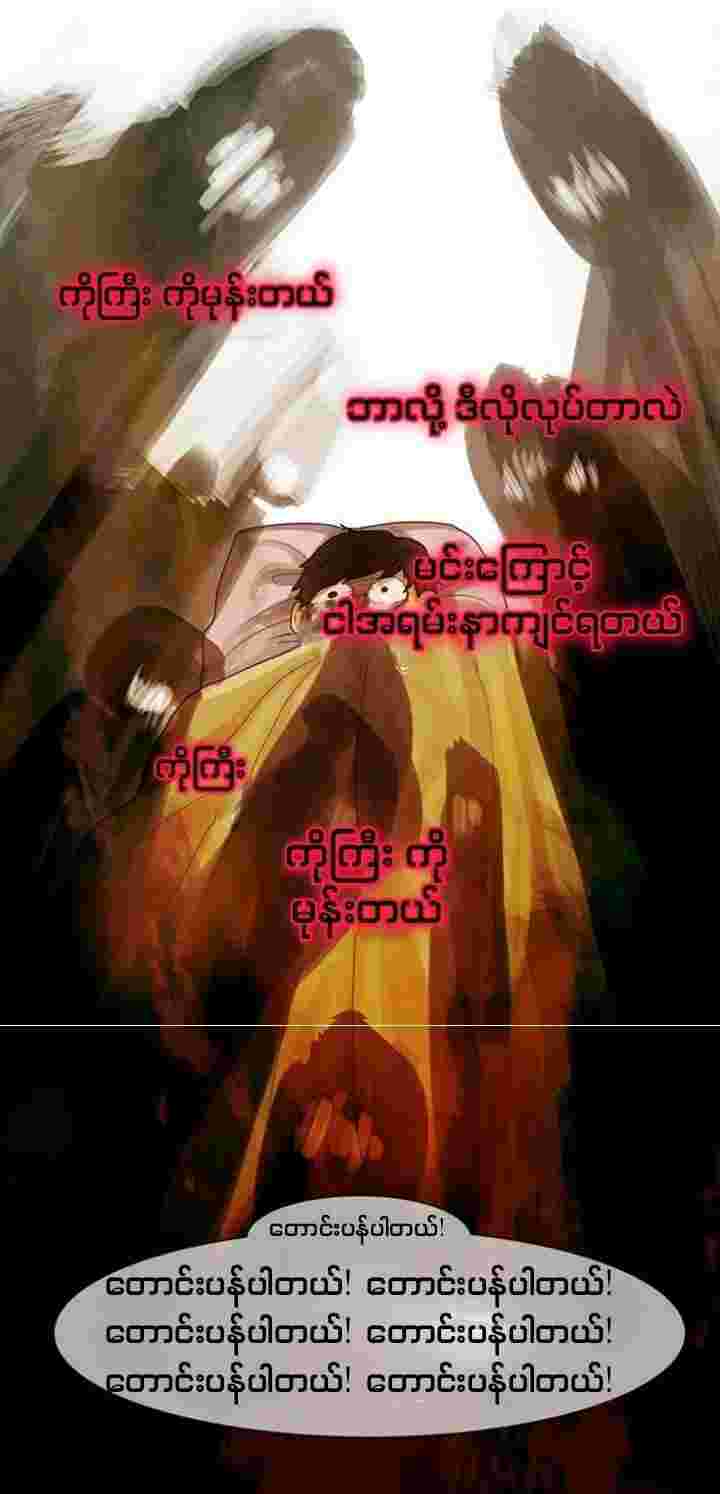 ကိုကြီး ကိုမုန်းတယ်
ဘာလို့ ဒီလိုလုပ်တာလဲ
မင်းကြောင့်
ငါအရမ်းနာကျင်ရတယ်
ကိုကြီး
ကိုကြီး ကို
မုန်းတယ်
တောင်းပန်ပါတယ်!
တောင်းပန်ပါတယ်! တောင်းပန်ပါတယ်!
တောင်းပန်ပါတယ်! တောင်းပန်ပါတယ်!
တောင်းပန်ပါတယ်! တောင်းပန်ပါတယ်!